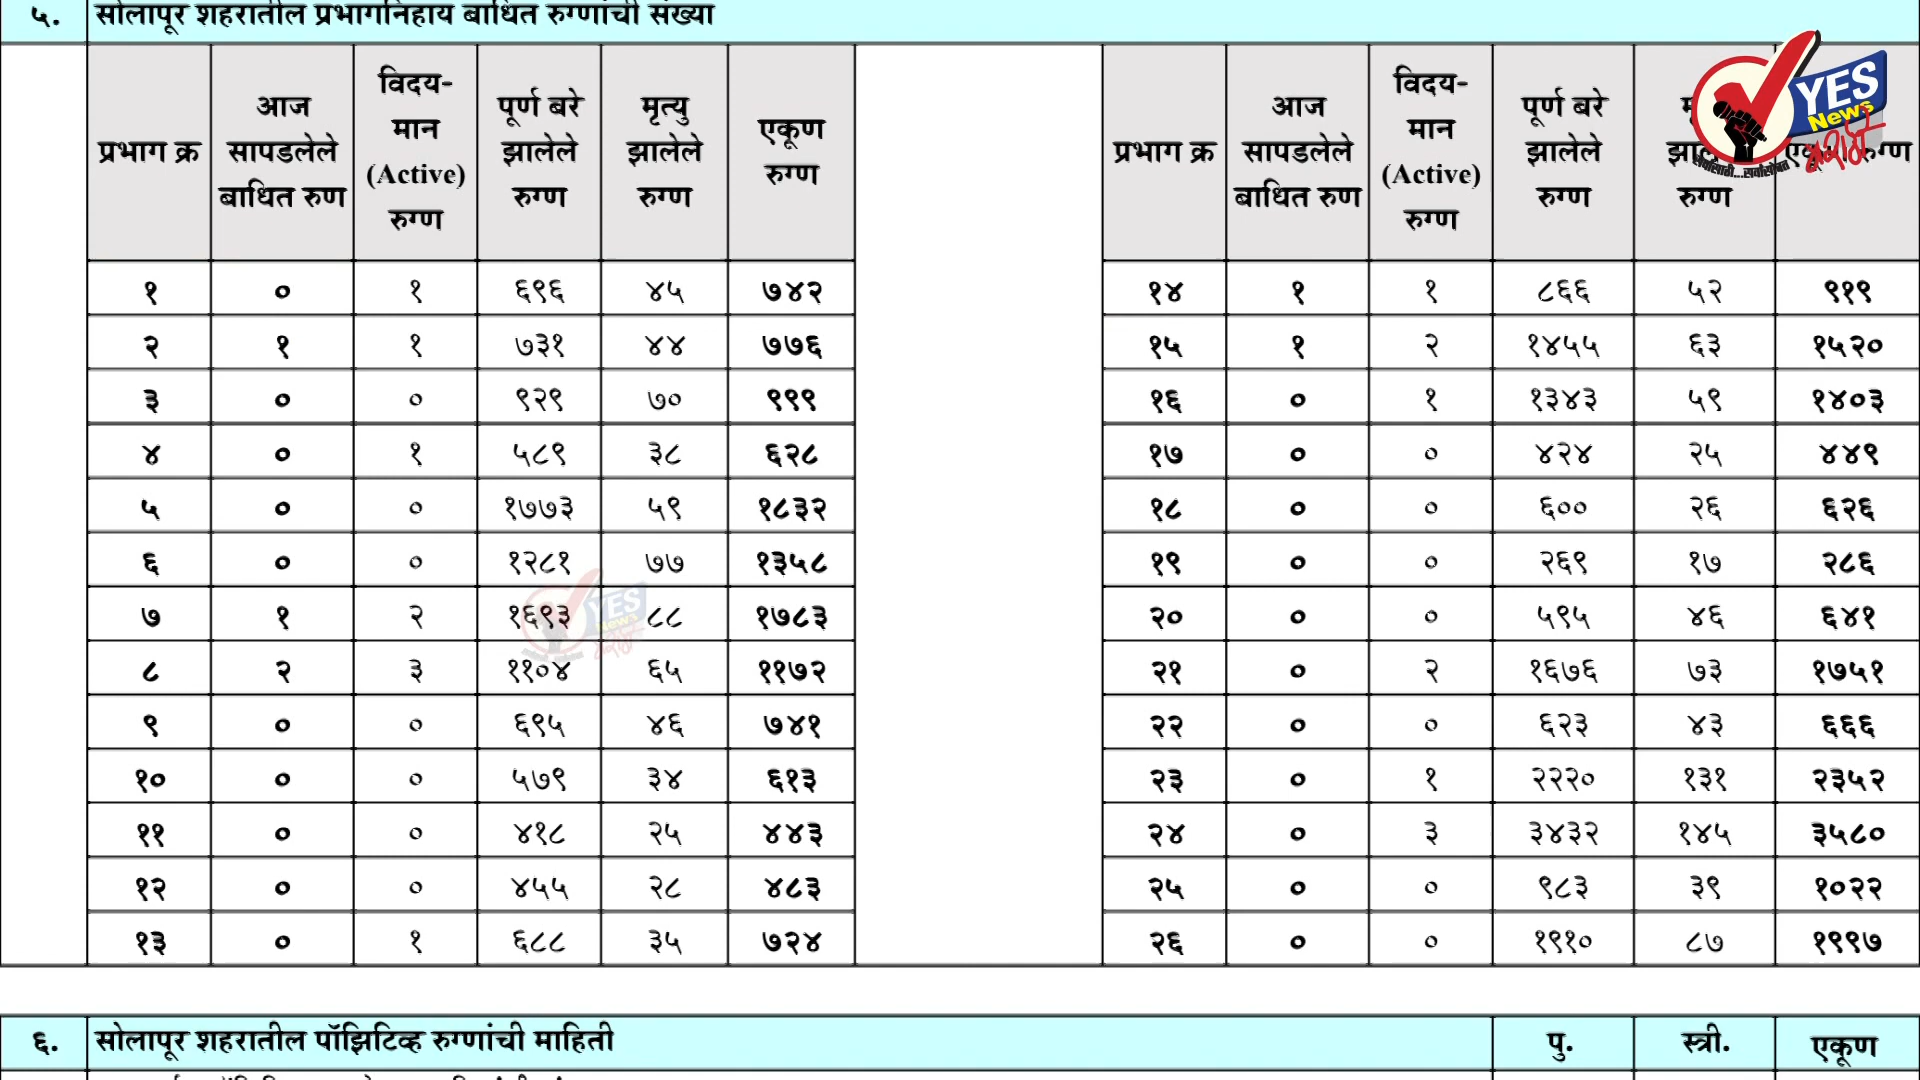 ५. सोलापूर शहरातील प्रभागनिहाय बाधित रुग्णांची संख्या
प्रभाग क्र आज सापडलेले बाधित रुण विदय-मान (Active) रुग्ण पूर्ण बरे झालेले रुग्ण मृत्यु झालेले रुग्ण एकूण रुग्ण प्रभाग क्र आज सापडलेले बाधित रुण विदय-मान (Active) रुग्ण पूर्ण बरे झालेले रुग्ण रुग्ण
YES
News
मराठी
१ ० १ ६९६ ४५ ७४२ १४ १ १ ८६६ ५२ ९१९
२ १ १ ७३१ ४४ ७७६ १५ १ २ १४५५ ६३ १५२०
३ ० ० ९२९ ७० ९९९ १६ ० १ १३४३ ५९ १४०३
४ ० १ ५८९ ३८ ६२८ १७ ० ० ४२४ २५ ४४९
५ ० ० १७७३ ५९ १८३२ १८ ० ० ६०० २६ ६२६
६ ० ० १२८१ ७७ १३५८ १९ ० ० २६९ १७ २८६
७ १ २ १६९३ ८८ १७८३ २० ० ० ५९५ ४६ ६४१
८ २ ३ ११०४ ६५ ११७२ २१ ० २ १६७६ ७३ १७५१
९ ० ० ६९५ ४६ ७४१ २२ ० ० ६२३ ४३ ६६६
१० ० ० ५७९ ३४ ६१३ २३ ० १ २२२० १३१ २३५२
११ ० ० ४१८ २५ ४४३ २४ ० ३ ३४३२ १४५ ३५८०
१२ ० ० ४५५ २८ ४८३ २५ ० ० ९८३ ३९ १०२२
१३ ० १ ६८८ ३५ ७२४ २६ ० ० १९१० ८७ १९९७
६. सोलापूर शहरातील पॉझिटिव्ह रुग्णांची माहिती पु. स्त्री. एकूण